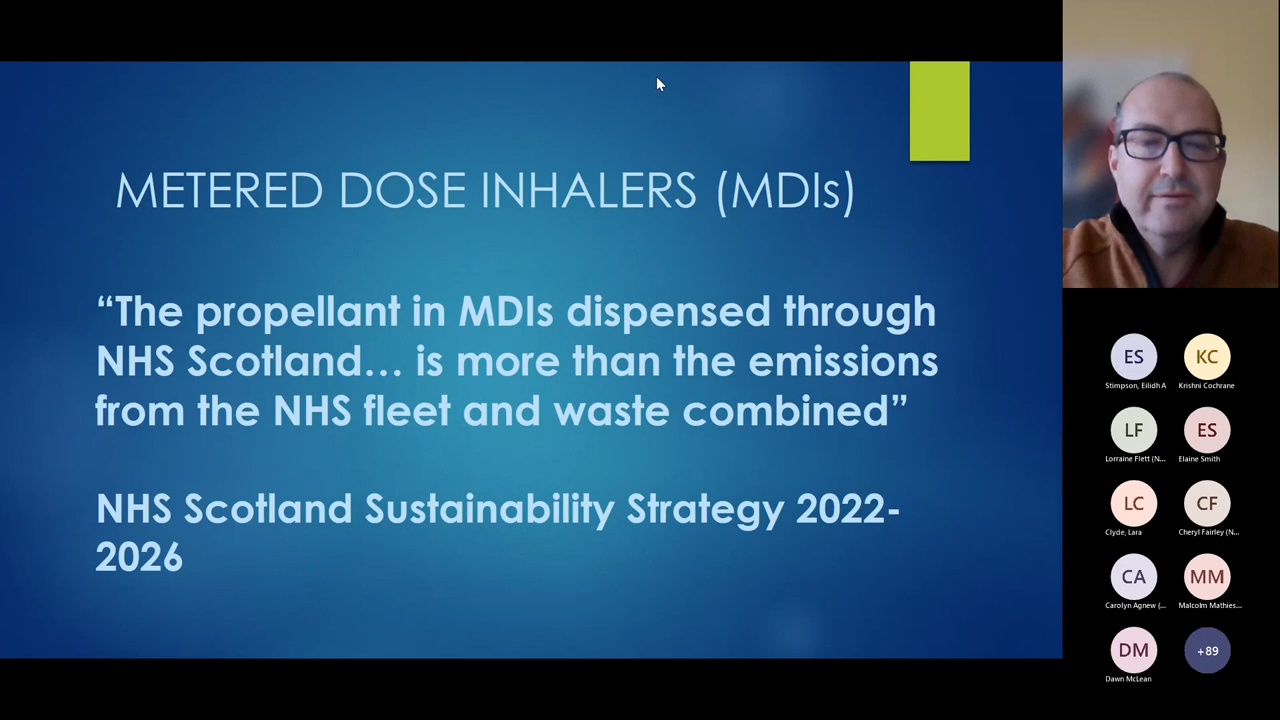 METERED DOSE INHALERS (MDIs)
“The propellant in MDIs dispensed through
NHS Scotland… is more than the emissions
from the NHS fleet and waste combined”
NHS Scotland Sustainability Strategy 2022-
2026
ES
KC
Stimpson, Eilidh A
Krishni Cochrane
LF
ES
Lorraine Flett (N...
Elaine Smith
LC
CF
Clyde, Lara
Cheryl Fairley (N...
CA
MM
Carolyn Agnew (...
Malcolm Mathies...
DM
+89
Dawn McLean